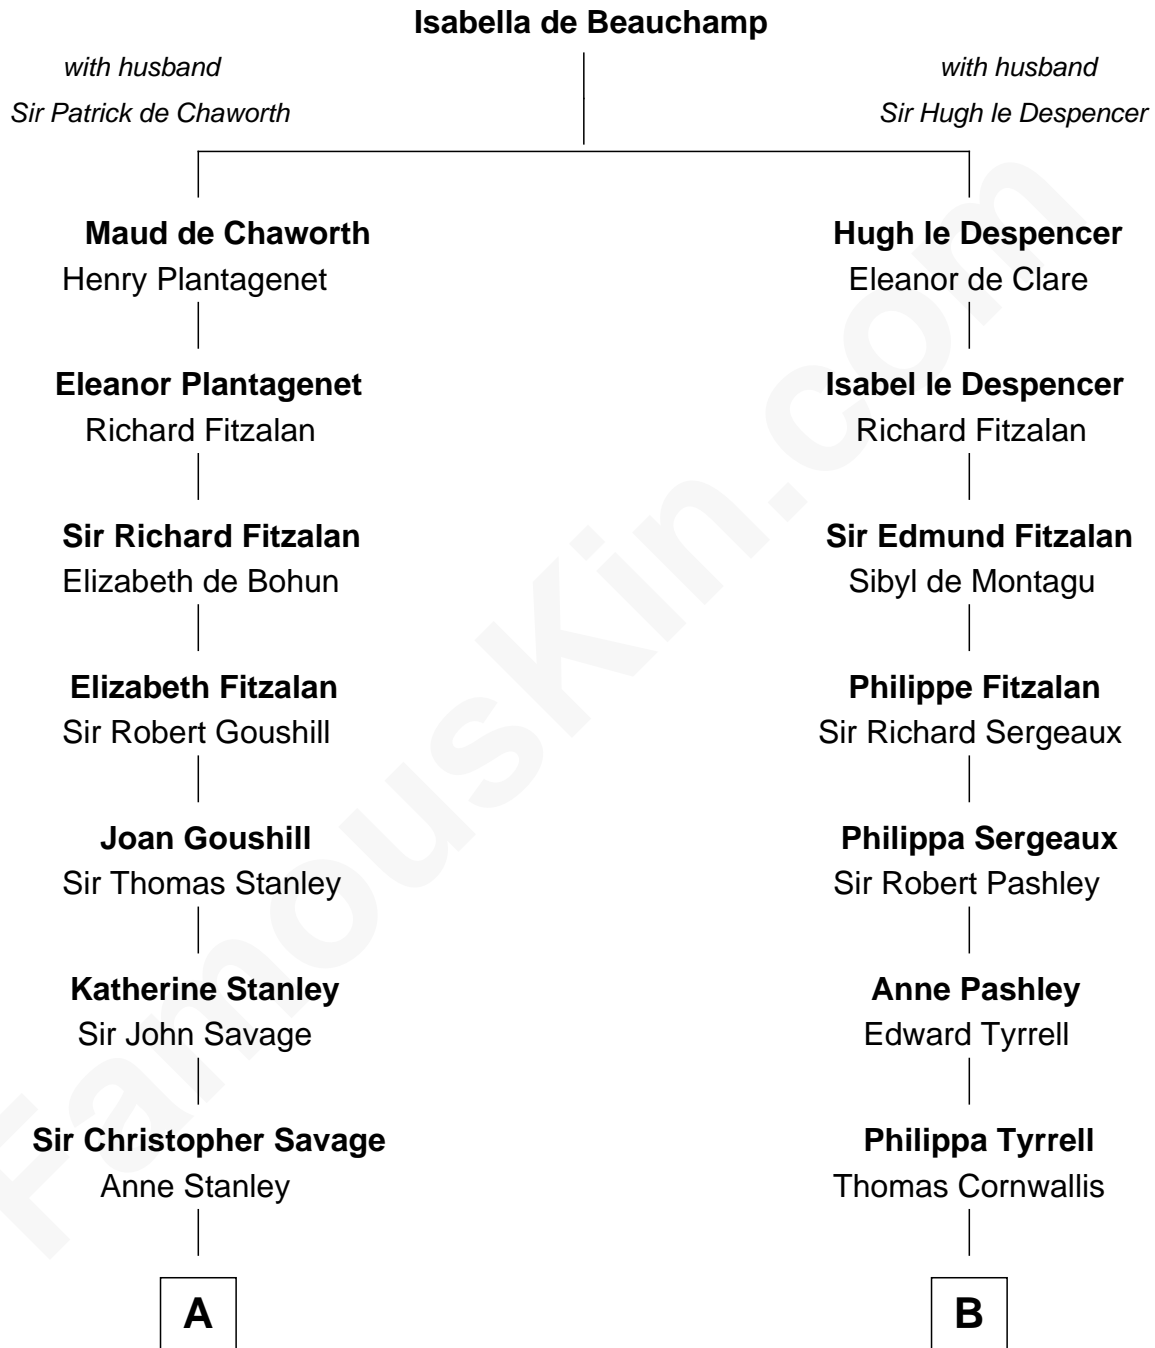 Isabella de Beauchamp
with husband
Sir Patrick de Chaworth
with husband
Sir Hugh le Despencer
Maud de Chaworth
Henry Plantagenet
Hugh le Despencer
Eleanor de Clare
Eleanor Plantagenet
Richard Fitzalan
Isabel le Despencer
Richard Fitzalan
Sir Richard Fitzalan
Elizabeth de Bohun
Sir Edmund Fitzalan
Sibyl de Montagu
Elizabeth Fitzalan
Sir Robert Goushill
Philippe Fitzalan
Sir Richard Sergeaux
Joan Goushill
Sir Thomas Stanley
Philippa Sergeaux
Sir Robert Pashley
Katherine Stanley
Sir John Savage
Anne Pashley
Edward Tyrrell
Sir Christopher Savage
Anne Stanley
Philippa Tyrrell
Thomas Cornwallis
A
B
FamousKin.com